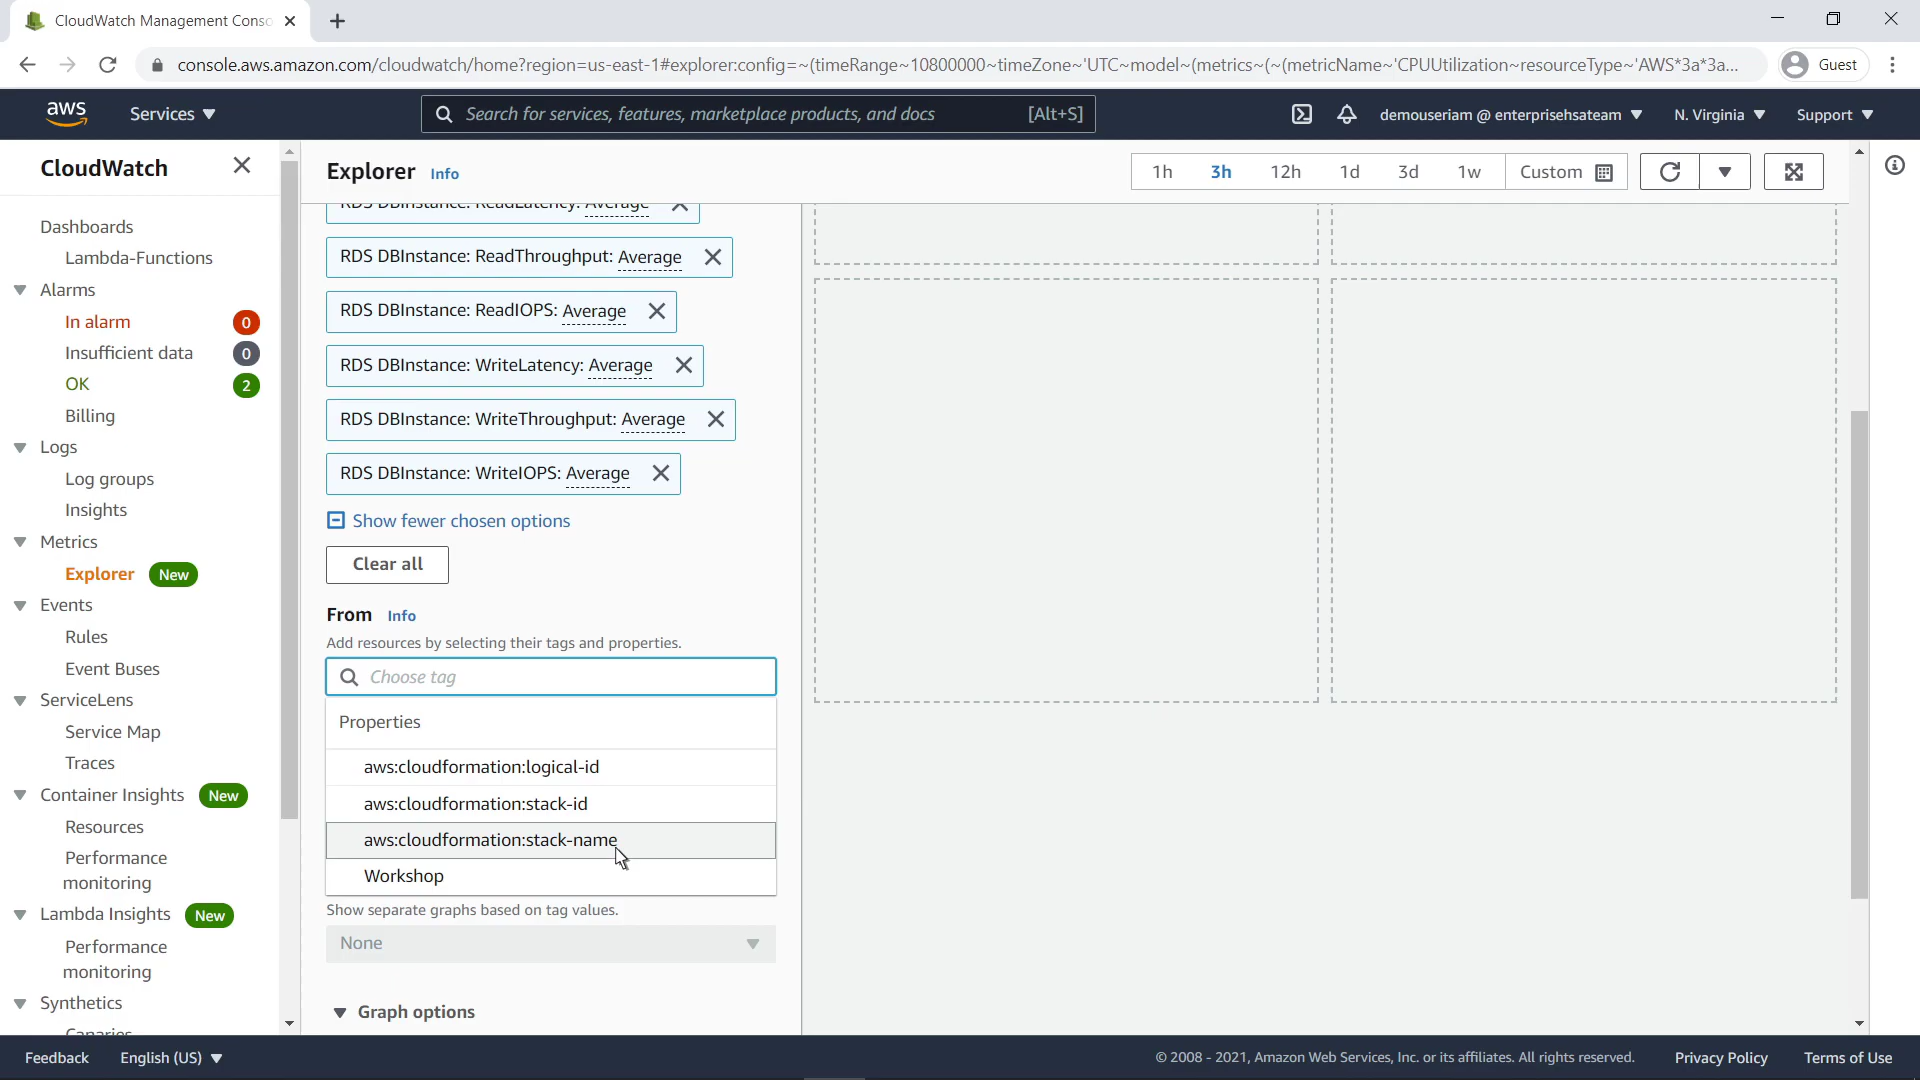 CloudWatch Management Conso
console.aws.amazon.com/cloudwatch/home?region=us-east-1#explorer:config=~(timeRange~10800000~timeZone~'UTC~model~(metrics~(~(metricName~'CPUUtilization~resourceType~'AWS*3a*3a...
Guest
aws
Services
Search for services, features, marketplace products, and docs
[Alt+S]
demouseriam @ enterprisehsateam
N. Virginia
Support
CloudWatch
Explorer
Info
1h
3h
12h
1d
3d
1w
Custom
Dashboards
Lambda-Functions
Alarms
In alarm
0
Insufficient data
0
OK
2
Billing
Logs
Log groups
Insights
Metrics
Explorer
New
Events
Rules
Event Buses
ServiceLens
Service Map
Traces
Container Insights
New
Resources
Performance
monitoring
Lambda Insights
New
Performance
monitoring
Synthetics
Canaries
RDS DBInstance: ReadLatency: Average
RDS DBInstance: ReadThroughput: Average
RDS DBInstance: ReadIOPS: Average
RDS DBInstance: WriteLatency: Average
RDS DBInstance: WriteThroughput: Average
RDS DBInstance: WriteIOPS: Average
Show fewer chosen options
Clear all
From
Info
Add resources by selecting their tags and properties.
Choose tag
Properties
aws:cloudformation:logical-id
aws:cloudformation:stack-id
aws:cloudformation:stack-name
Workshop
Show separate graphs based on tag values.
None
Graph options
Feedback
English (US)
© 2008 - 2021, Amazon Web Services, Inc. or its affiliates. All rights reserved.
Privacy Policy
Terms of Use